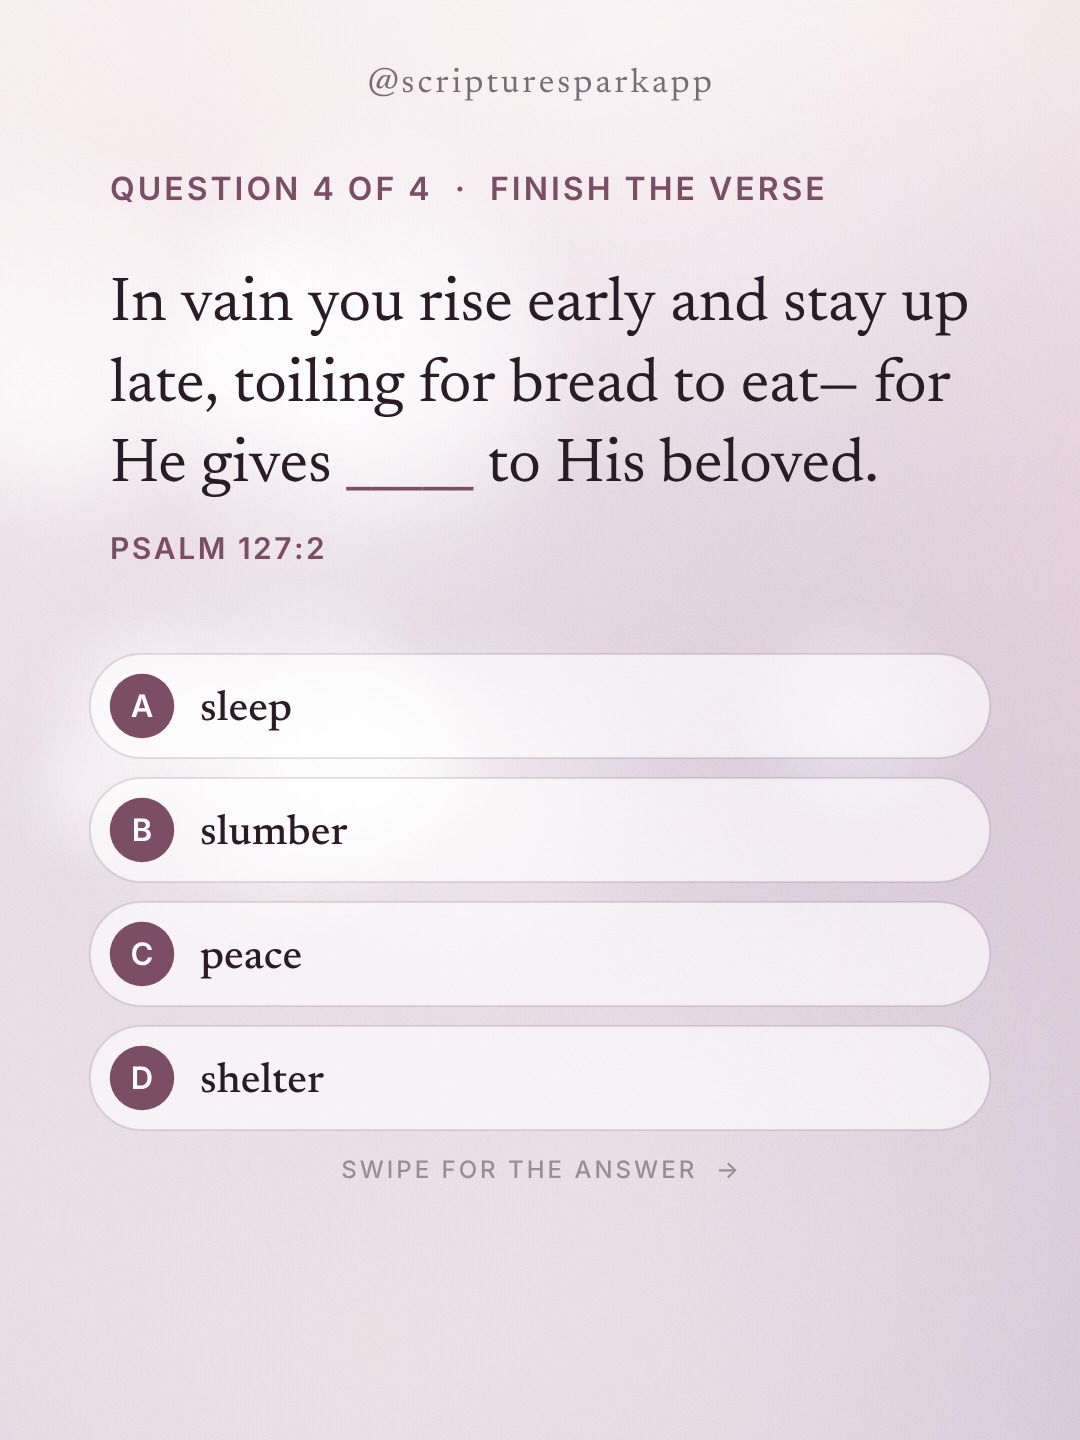 @scripturesparkapp
QUESTION 4 OF 4 · FINISH THE VERSE
In vain you rise early and stay up
late, toiling for bread to eat— for
He gives _____ to His beloved.
PSALM 127:2
A sleep
B slumber
C peace
D shelter
SWIPE FOR THE ANSWER →